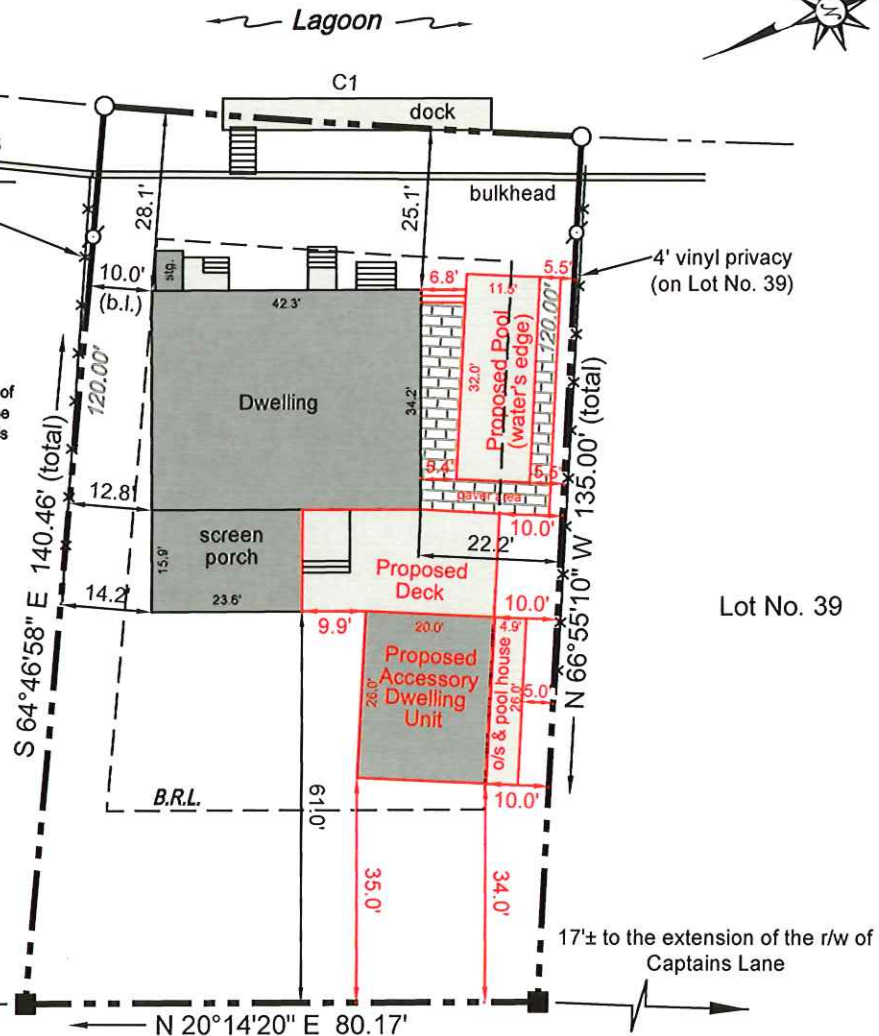 Lagoon
N
C1
dock
bulkhead
28.1'
25.1'
4' vinyl privacy
(on Lot No. 39)
stg.
10.0'
(b.l.)
42.3'
6.8'
11.5'
5.5'
120.00'
120.00'
Proposed Pool
(water's edge)
32.0'
Dwelling
34.2'
of
e
s
S 64°46'58" E 140.46' (total)
N 66°55'10" W 135.00' (total)
5.4'
5.5'
paver area
10.0'
12.8'
22.2'
screen
porch
15.9'
23.6'
Proposed
Deck
14.2'
10.0'
9.9'
20.0'
4.9'
Lot No. 39
Proposed
Accessory
Dwelling
Unit
26.0'
o/s & pool house
26.0'
5.0'
B.R.L.
10.0'
61.0'
35.0'
34.0'
17'± to the extension of the r/w of
Captains Lane
N 20°14'20" E 80.17'